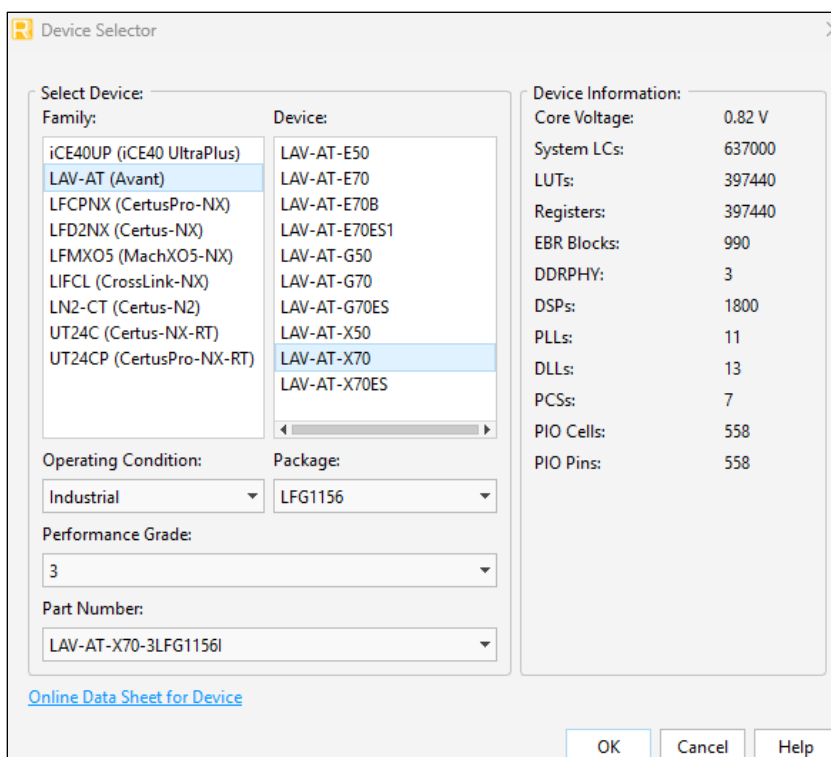 Device Selector
Select Device:
Family:
iCE40UP (iCE40 UltraPlus)
LAV-AT (Avant)
LFCPNX (CertusPro-NX)
LFD2NX (Certus-NX)
LFMXO5 (MachXO5-NX)
LIFCL (CrossLink-NX)
LN2-CT (Certus-N2)
UT24C (Certus-NX-RT)
UT24CP (CertusPro-NX-RT)
Device:
LAV-AT-E50
LAV-AT-E70
LAV-AT-E70B
LAV-AT-E70ES1
LAV-AT-G50
LAV-AT-G70
LAV-AT-G70ES
LAV-AT-X50
LAV-AT-X70
LAV-AT-X70ES
Operating Condition:
Industrial
Package:
LFG1156
Performance Grade:
3
Part Number:
LAV-AT-X70-3LFG1156I
Online Data Sheet for Device
Device Information:
Core Voltage: 0.82 V
System LCs: 637000
LUTs: 397440
Registers: 397440
EBR Blocks: 990
DDRPHY: 3
DSPs: 1800
PLLs: 11
DLLs: 13
PCSs: 7
PIO Cells: 558
PIO Pins: 558
OK
Cancel
Help